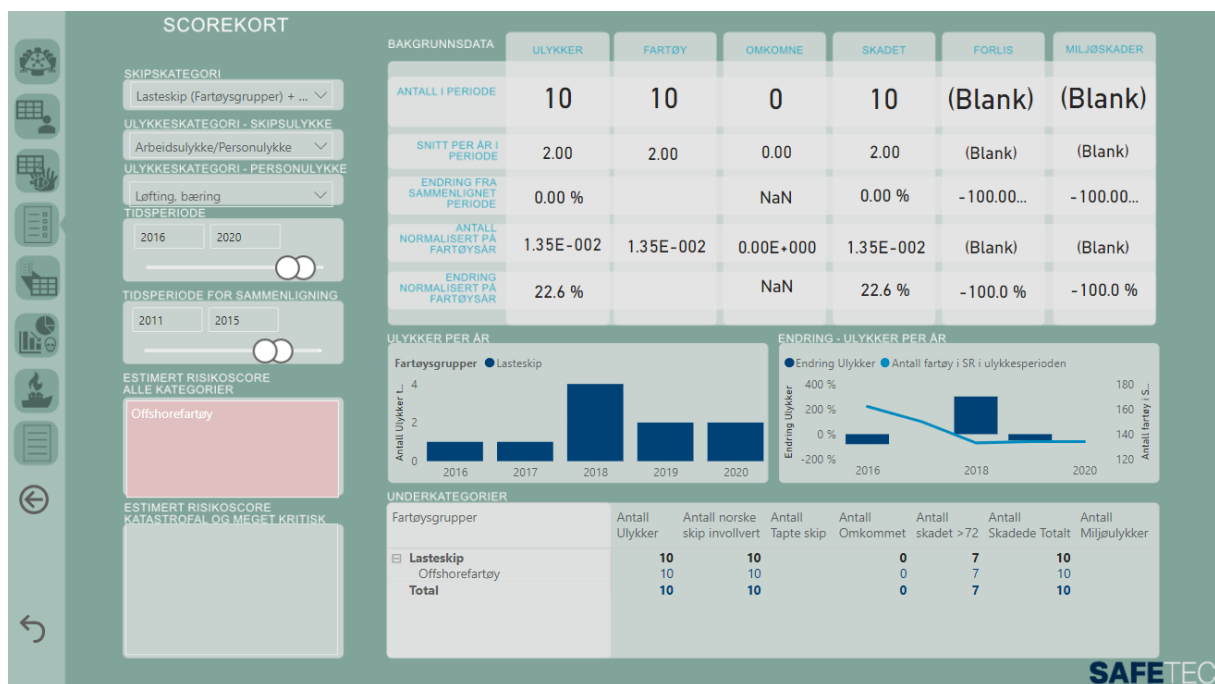 SCOREKORT
SKIPSKATEGORI
Lasteskip (Fartøysgrupper) + ...
ULYKKESKATEGORI - SKIPSULYKKE
Arbeidsulykke/Personulykke
ULYKKESKATEGORI - PERSONULYKKE
Løfting, bæring
TIDSPERIODE
2016 2020
TIDSPERIODE FOR SAMMENLIGNING
2011 2015
ESTIMERT RISIKOSCORE
ALLE KATEGORIER
Offshorefartøy
ESTIMERT RISIKOSCORE
KATASTROFAL OG MEGET KRITISK
BAKGRUNNSDATA ULYKKER FARTØY OMKOMNE SKADET FORLIS MILJØSKADER
ANTALL I PERIODE 10 10 0 10 (Blank) (Blank)
SNITT PER ÅR I
PERIODE 2.00 2.00 0.00 2.00 (Blank) (Blank)
ENDRING FRA
SAMMENLIGNET
PERIODE 0.00 % NaN 0.00 % -100.00... -100.00...
ANTALL
NORMALISERT PÅ
FARTØYSÅR 1.35E-002 1.35E-002 0.00E+000 1.35E-002 (Blank) (Blank)
ENDRING
NORMALISERT PÅ
FARTØYSÅR 22.6 % NaN 22.6 % -100.0 % -100.0 %
ULYKKER PER ÅR
Fartøysgrupper Lasteskip
Antall Ulykker t...
4
2
0
2016 2017 2018 2019 2020
ENDRING - ULYKKER PER ÅR
Endring Ulykker Antall fartøy i SR i ulykkesperioden
Endring Ulykker
400 % 180
200 % 160
0 % 140
-200 % 120
Antall fartøy i S...
2016 2018 2020
UNDERKATEGORIER
Fartøysgrupper Antall Antall norske Antall Antall Antall Antall Antall
Ulykker skip invollvert Tapte skip Omkommet skadet >72 Skadede Totalt Miljøulykker
Lasteskip 10 10 0 7 10
Offshorefartøy 10 10 0 7 10
Total 10 10 0 7 10
SAFETEC